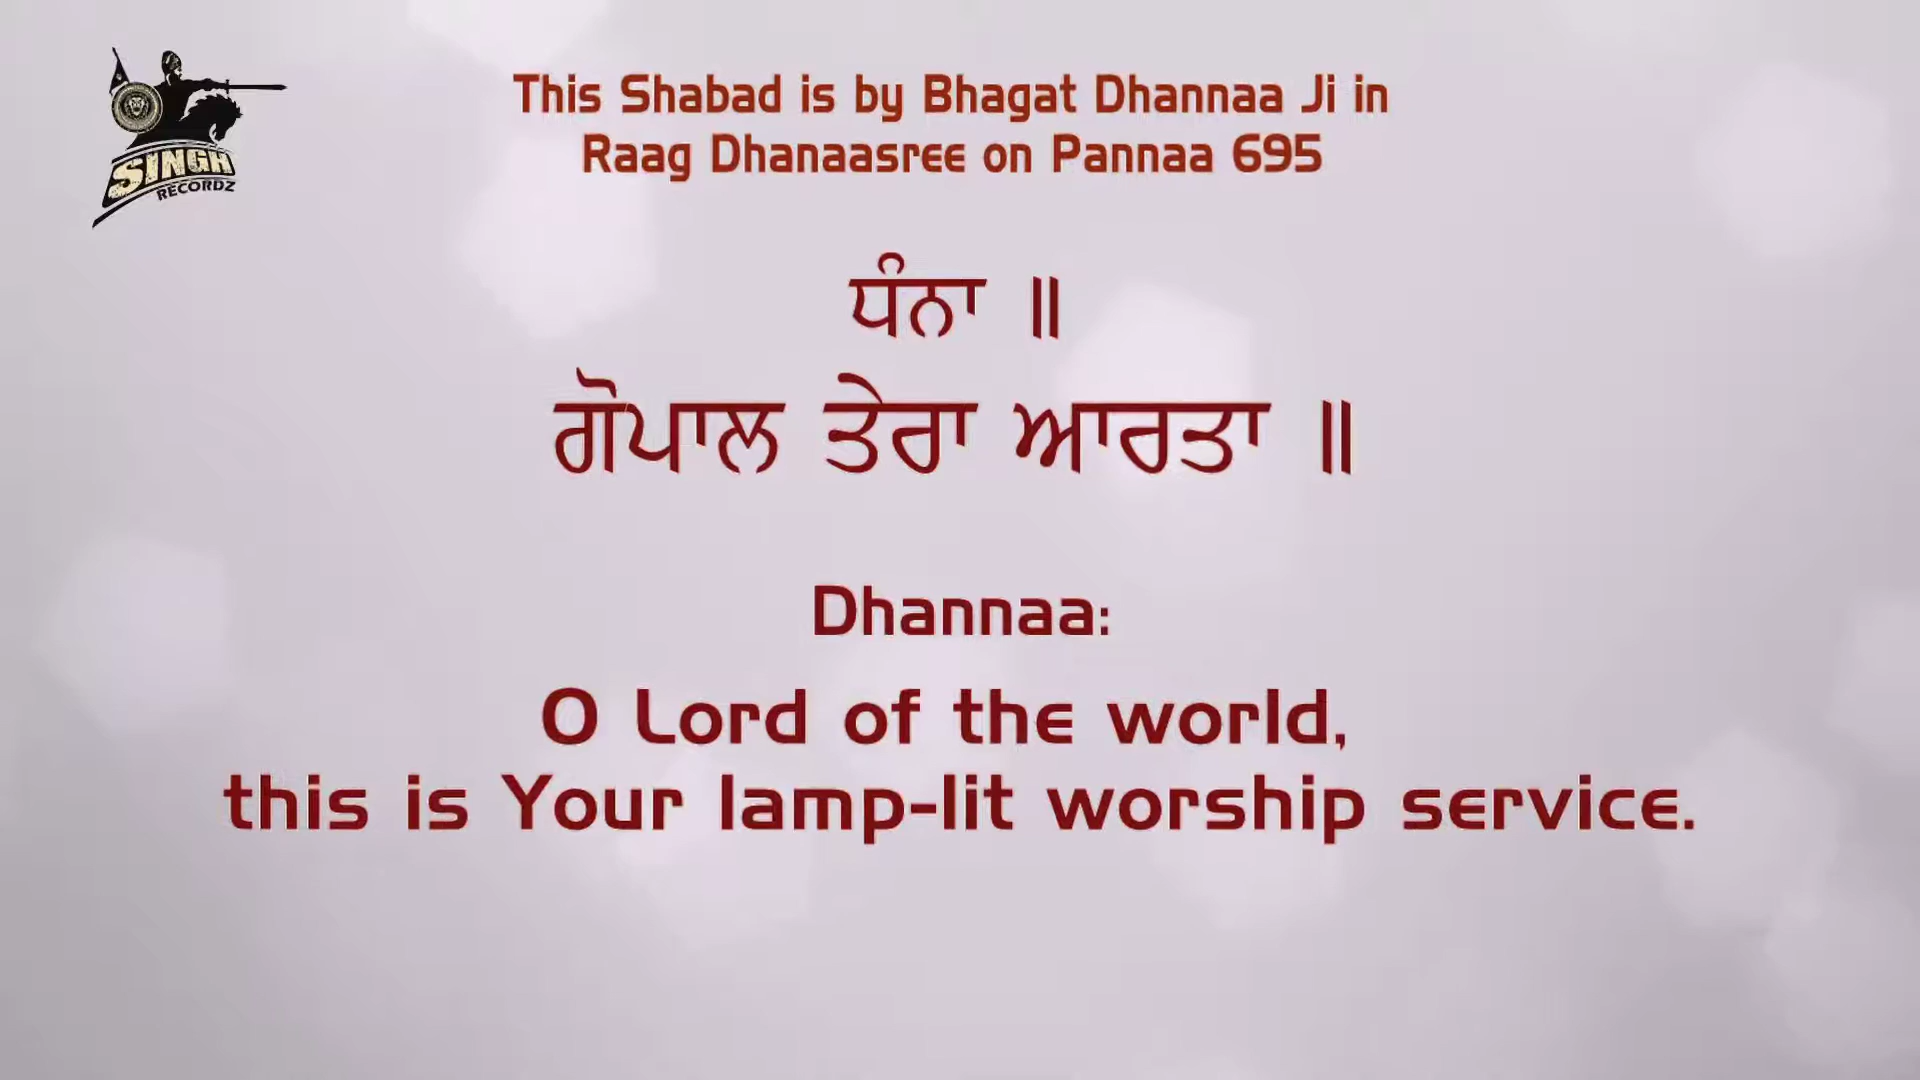 SINGH
RECORDZ
This Shabad is by Bhagat Dhannaa Ji in
Raag Dhanaasree on Pannaa 695
ਧੰਨਾ ॥
ਗੋਪਾਲ ਤੇਰਾ ਆਰਤਾ ॥
Dhannaa:
O Lord of the world,
this is Your lamp-lit worship service.